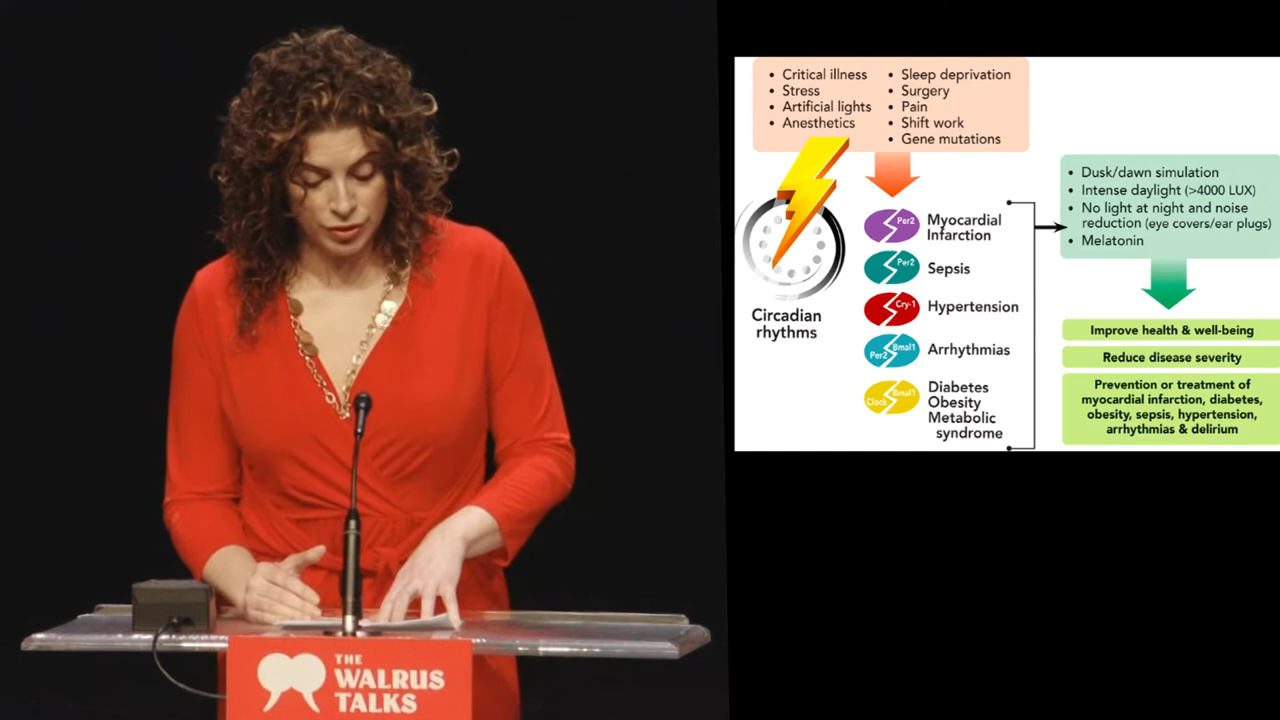 • Critical illness
• Stress
• Artificial lights
• Anesthetics
• Sleep deprivation
• Surgery
• Pain
• Shift work
• Gene mutations
Circadian
rhythms
Per2
Myocardial
Infarction
Per2
Sepsis
Cry-1
Hypertension
Per2 Bmal1
Arrhythmias
Clock Bmal1
Diabetes
Obesity
Metabolic
syndrome
• Dusk/dawn simulation
• Intense daylight (>4000 LUX)
• No light at night and noise
reduction (eye covers/ear plugs)
• Melatonin
Improve health & well-being
Reduce disease severity
Prevention or treatment of
myocardial infarction, diabetes,
obesity, sepsis, hypertension,
arrhythmias & delirium
THE
WALRUS
TALKS